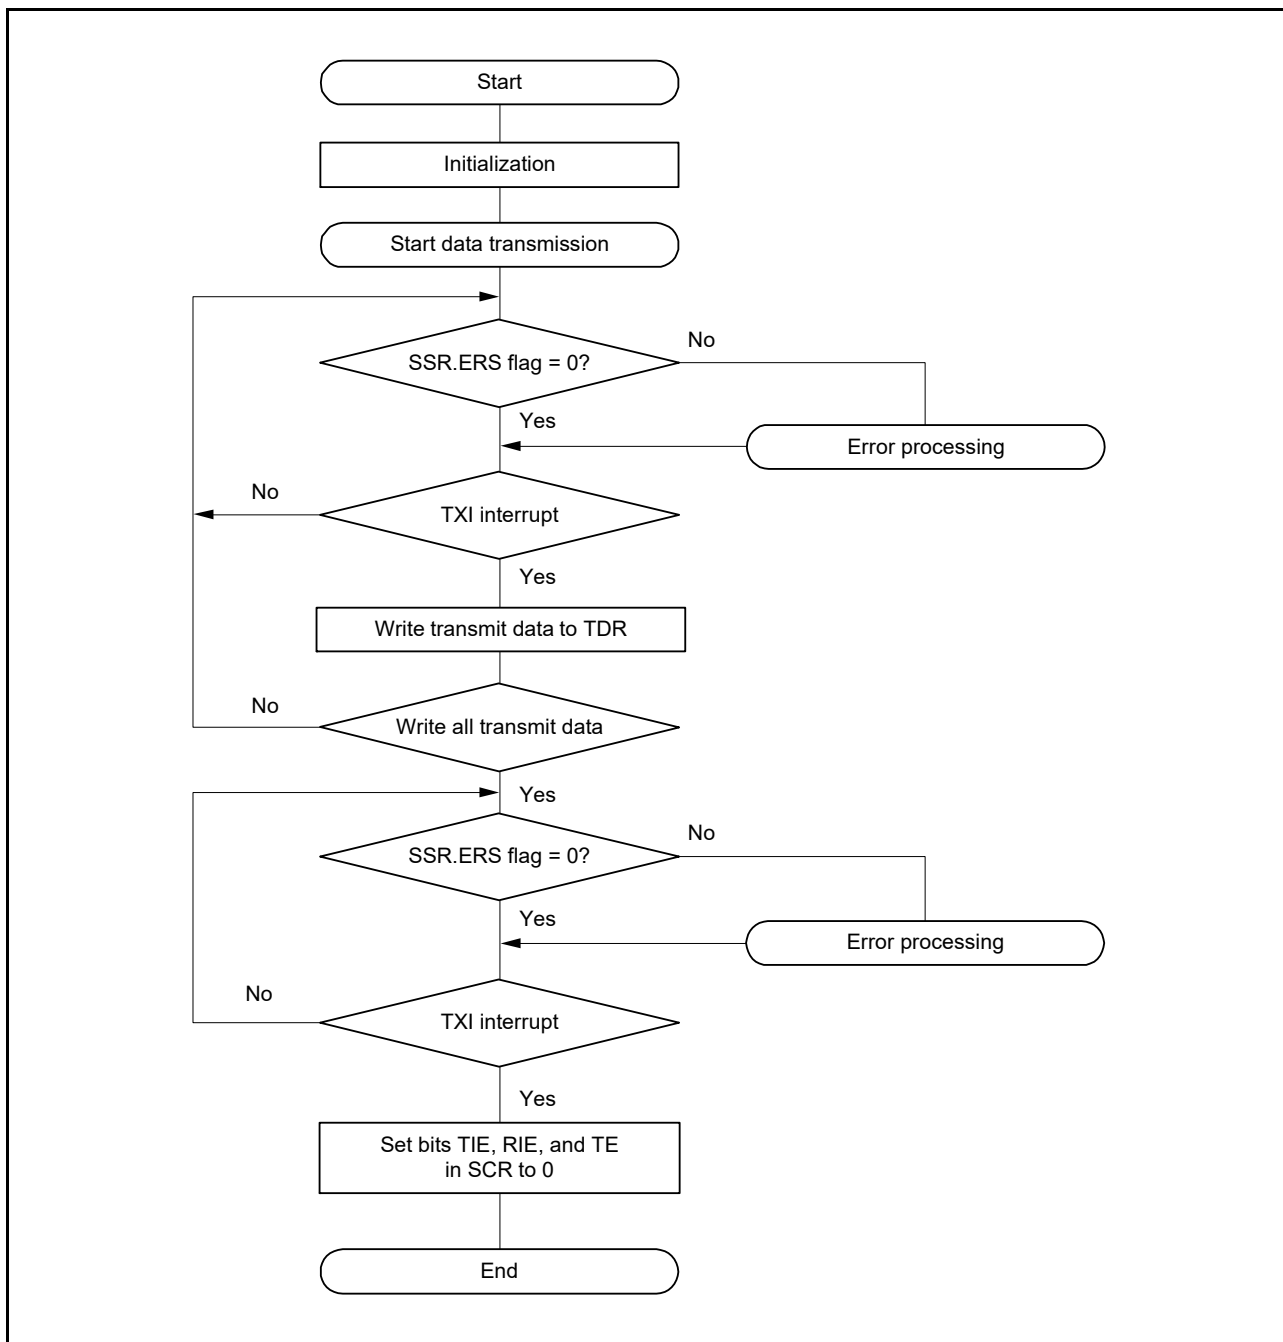 Start
Initialization
Start data transmission
SSR.ERS flag = 0?
No
Yes
Error processing
No
TXI interrupt
Yes
Write transmit data to TDR
No
Write all transmit data
Yes
SSR.ERS flag = 0?
No
Yes
Error processing
No
TXI interrupt
Yes
Set bits TIE, RIE, and TE
in SCR to 0
End